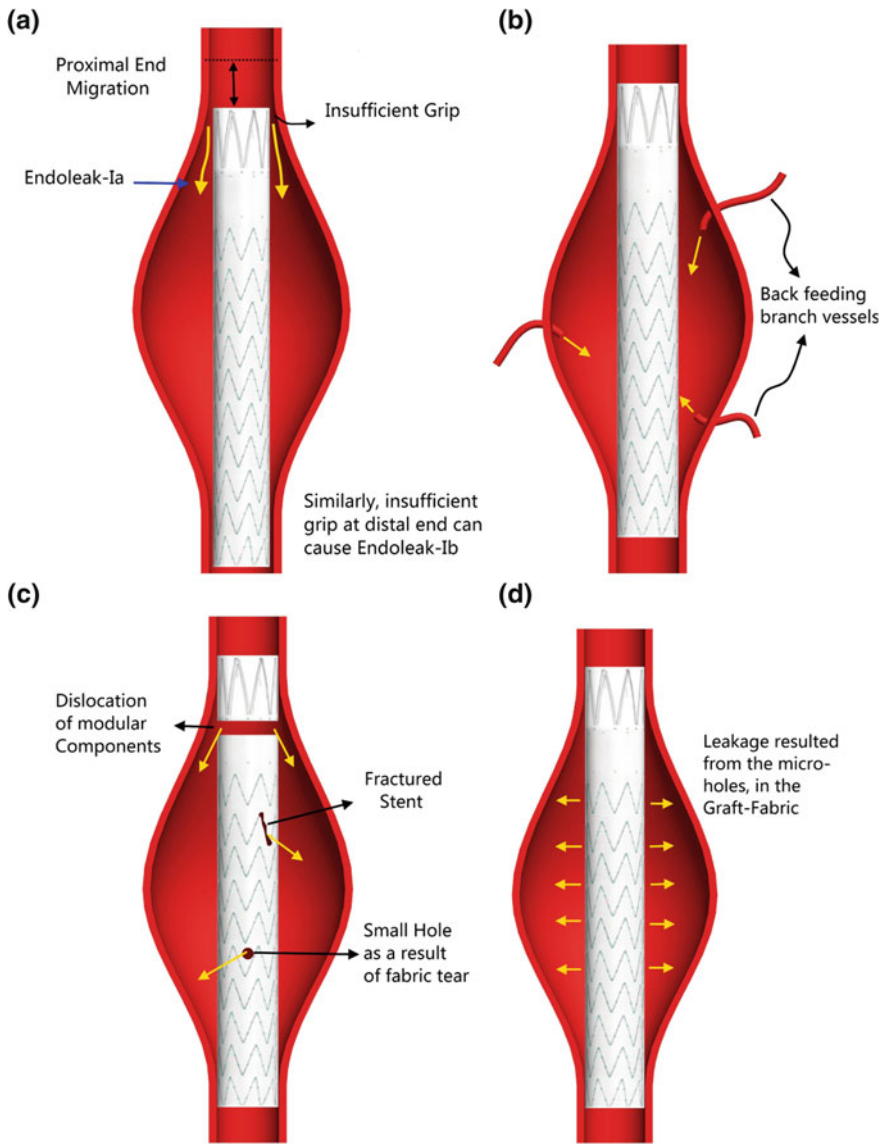 (a)
Proximal End
Migration
Insufficient Grip
Endoleak-Ia
Similarly, insufficient
grip at distal end can
cause Endoleak-Ib
(b)
Back feeding
branch vessels
(c)
Dislocation
of modular
Components
Fractured
Stent
Small Hole
as a result
of fabric tear
(d)
Leakage resulted
from the micro-
holes, in the
Graft-Fabric